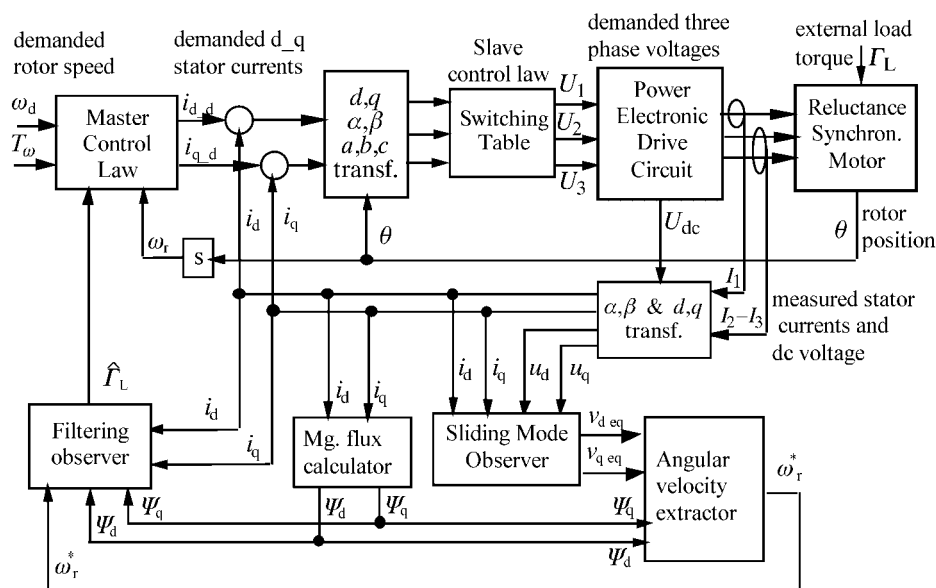 demanded
rotor speed
demanded d_q
stator currents
Slave
control law
demanded three
phase voltages
external load
torque Γ_L
ω_d
T_ω
Master
Control
Law
i_d_d
i_q_d
d,q
α,β
a,b,c
transf.
Switching
Table
U_1
U_2
U_3
Power
Electronic
Drive
Circuit
Reluctance
Synchron.
Motor
i_d
i_q
θ
U_dc
θ
rotor
position
ω_r
s
I_1
I_2–I_3
α,β & d,q
transf.
measured stator
currents and
dc voltage
Γ̂_L
i_d
i_q
i_d
i_q
i_d
i_q
u_d
u_q
Filtering
observer
Mg. flux
calculator
Sliding Mode
Observer
v_d eq
v_q eq
Angular
velocity
extractor
ω_r^*
Ψ_q
Ψ_d
Ψ_d
Ψ_q
Ψ_q
Ψ_d
ω_r^*